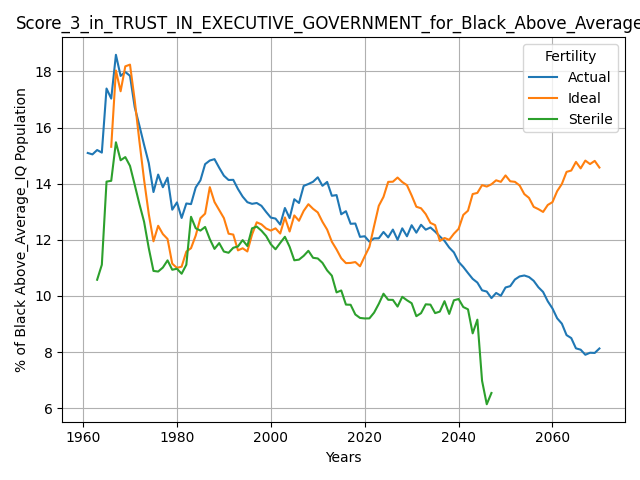 Score_3_in_TRUST_IN_EXECUTIVE_GOVERNMENT_for_Black_Above_Average
Fertility
Actual
Ideal
Sterile
% of Black Above_Average_IQ Population
18
16
14
12
10
8
6
1960
1980
2000
2020
2040
2060
Years